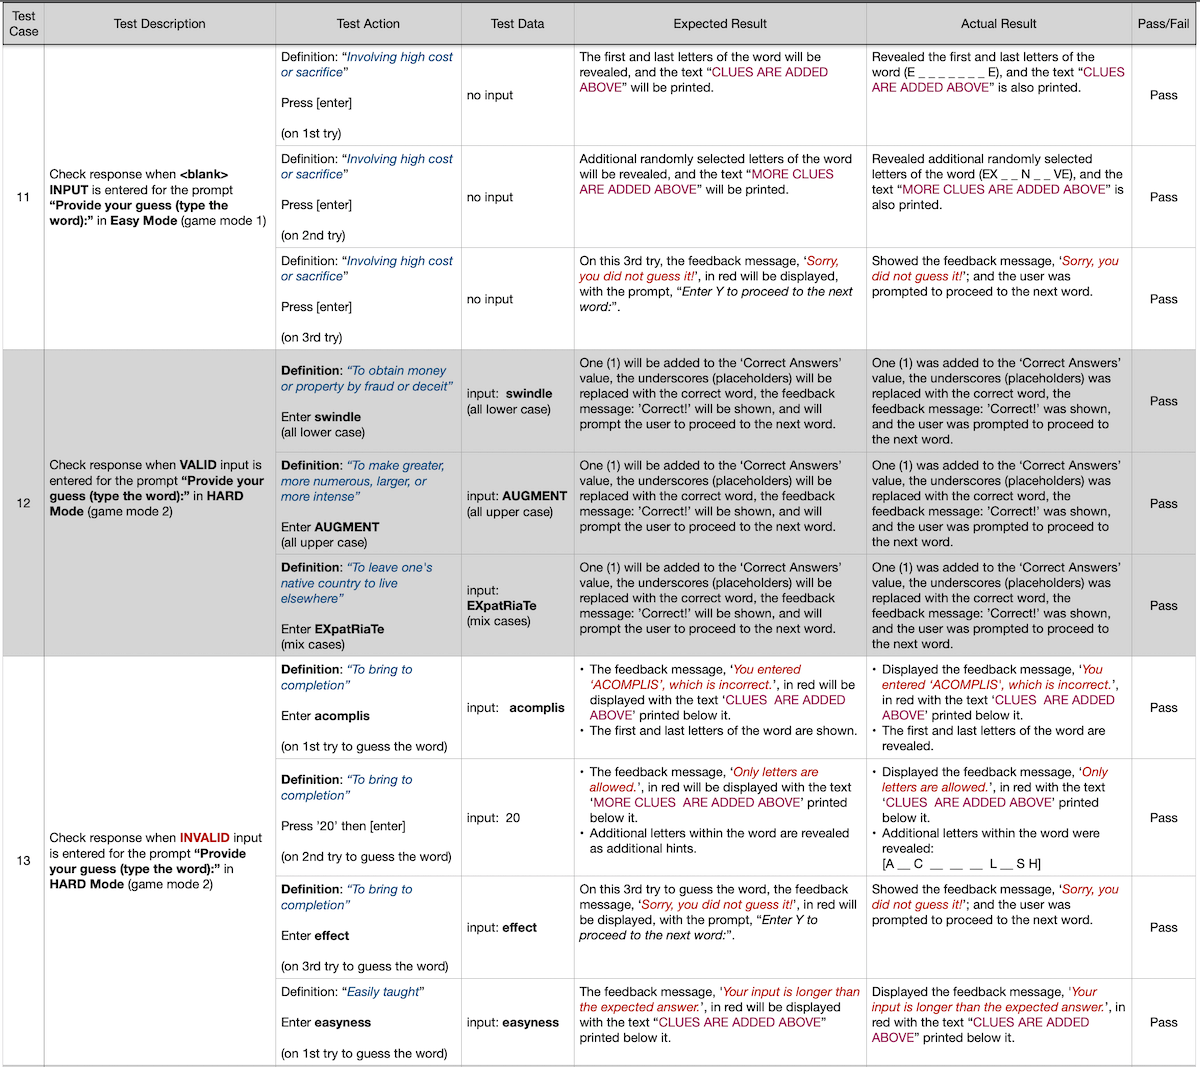 Test
Case
Test Description
Test Action
Test Data
Expected Result
Actual Result
Pass/Fail
11
Check response when <blank>
INPUT is entered for the prompt
“Provide your guess (type the
word):” in Easy Mode (game mode 1)
Definition: “Involving high cost
or sacrifice”
Press [enter]
(on 1st try)
no input
The first and last letters of the word will be
revealed, and the text “CLUES ARE ADDED
ABOVE” will be printed.
Revealed the first and last letters of the
word (E _ _ _ _ _ _ _ E), and the text “CLUES
ARE ADDED ABOVE” is also printed.
Pass
Definition: “Involving high cost
or sacrifice”
Press [enter]
(on 2nd try)
no input
Additional randomly selected letters of the word
will be revealed, and the text “MORE CLUES
ARE ADDED ABOVE” will be printed.
Revealed additional randomly selected
letters of the word (EX _ _ N _ _ VE), and the
text “MORE CLUES ARE ADDED ABOVE” is
also printed.
Pass
Definition: “Involving high cost
or sacrifice”
Press [enter]
(on 3rd try)
no input
On this 3rd try, the feedback message, ‘Sorry,
you did not guess it!’, in red will be displayed,
with the prompt, “Enter Y to proceed to the next
word:”.
Showed the feedback message, ‘Sorry, you
did not guess it!’; and the user was
prompted to proceed to the next word.
Pass
12
Check response when VALID input is
entered for the prompt “Provide your
guess (type the word):” in HARD
Mode (game mode 2)
Definition: “To obtain money
or property by fraud or deceit”
Enter swindle
(all lower case)
input: swindle
(all lower case)
One (1) will be added to the ‘Correct Answers’
value, the underscores (placeholders) will be
replaced with the correct word, the feedback
message: ’Correct!’ will be shown, and will
prompt the user to proceed to the next word.
One (1) was added to the ‘Correct Answers’
value, the underscores (placeholders) was
replaced with the correct word, the
feedback message: ’Correct!’ was shown,
and the user was prompted to proceed to
the next word.
Pass
Definition: “To make greater,
more numerous, larger, or
more intense”
Enter AUGMENT
(all upper case)
input: AUGMENT
(all upper case)
One (1) will be added to the ‘Correct Answers’
value, the underscores (placeholders) will be
replaced with the correct word, the feedback
message: ’Correct!’ will be shown, and will
prompt the user to proceed to the next word.
One (1) was added to the ‘Correct Answers’
value, the underscores (placeholders) was
replaced with the correct word, the
feedback message: ’Correct!’ was shown,
and the user was prompted to proceed to
the next word.
Pass
Definition: “To leave one's
native country to live
elsewhere”
Enter EXpatRiaTe
(mix cases)
input:
EXpatRiaTe
(mix cases)
One (1) will be added to the ‘Correct Answers’
value, the underscores (placeholders) will be
replaced with the correct word, the feedback
message: ’Correct!’ will be shown, and will
prompt the user to proceed to the next word.
One (1) was added to the ‘Correct Answers’
value, the underscores (placeholders) was
replaced with the correct word, the
feedback message: ’Correct!’ was shown,
and the user was prompted to proceed to
the next word.
Pass
13
Check response when INVALID input
is entered for the prompt “Provide
your guess (type the word):” in
HARD Mode (game mode 2)
Definition: “To bring to
completion”
Enter acomplis
(on 1st try to guess the word)
input: acomplis
• The feedback message, ‘You entered
‘ACOMPLIS’, which is incorrect.’, in red will be
displayed with the text ‘CLUES ARE ADDED
ABOVE’ printed below it.
• The first and last letters of the word are shown.
• Displayed the feedback message, ‘You
entered ‘ACOMPLIS’, which is incorrect.’,
in red with the text ‘CLUES ARE ADDED
ABOVE’ printed below it.
• The first and last letters of the word are
revealed.
Pass
Definition: “To bring to
completion”
Press ’20’ then [enter]
(on 2nd try to guess the word)
input: 20
• The feedback message, ‘Only letters are
allowed.’, in red will be displayed with the text
‘MORE CLUES ARE ADDED ABOVE’ printed
below it.
• Additional letters within the word are revealed
as additional hints.
• Displayed the feedback message, ‘Only
letters are allowed.’, in red with the text
‘CLUES ARE ADDED ABOVE’ printed
below it.
• Additional letters within the word were
revealed:
[A __ C __ __ __ L __ S H]
Pass
Definition: “To bring to
completion”
Enter effect
(on 3rd try to guess the word)
input: effect
On this 3rd try to guess the word, the feedback
message, ‘Sorry, you did not guess it!’, in red will
be displayed, with the prompt, “Enter Y to
proceed to the next word:”.
Showed the feedback message, ‘Sorry, you
did not guess it!’; and the user was
prompted to proceed to the next word.
Pass
Definition: “Easily taught”
Enter easyness
(on 1st try to guess the word)
input: easyness
The feedback message, ‘Your input is longer than
the expected answer.’, in red will be displayed
with the text “CLUES ARE ADDED ABOVE”
printed below it.
Displayed the feedback message, ‘Your
input is longer than the expected answer.’, in
red with the text “CLUES ARE ADDED
ABOVE” printed below it.
Pass